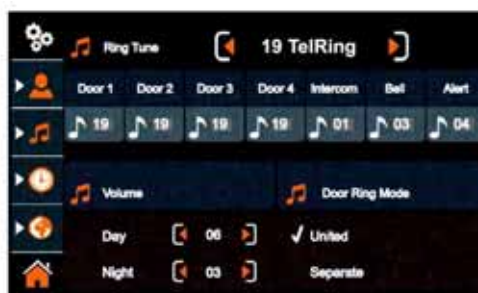 Ring Tune 19 TelRing
Door 1 Door 2 Door 3 Door 4 Intercom Bell Alert
19 19 19 19 01 03 04
Volume Door Ring Mode
Day 06 United
Night 03 Separate